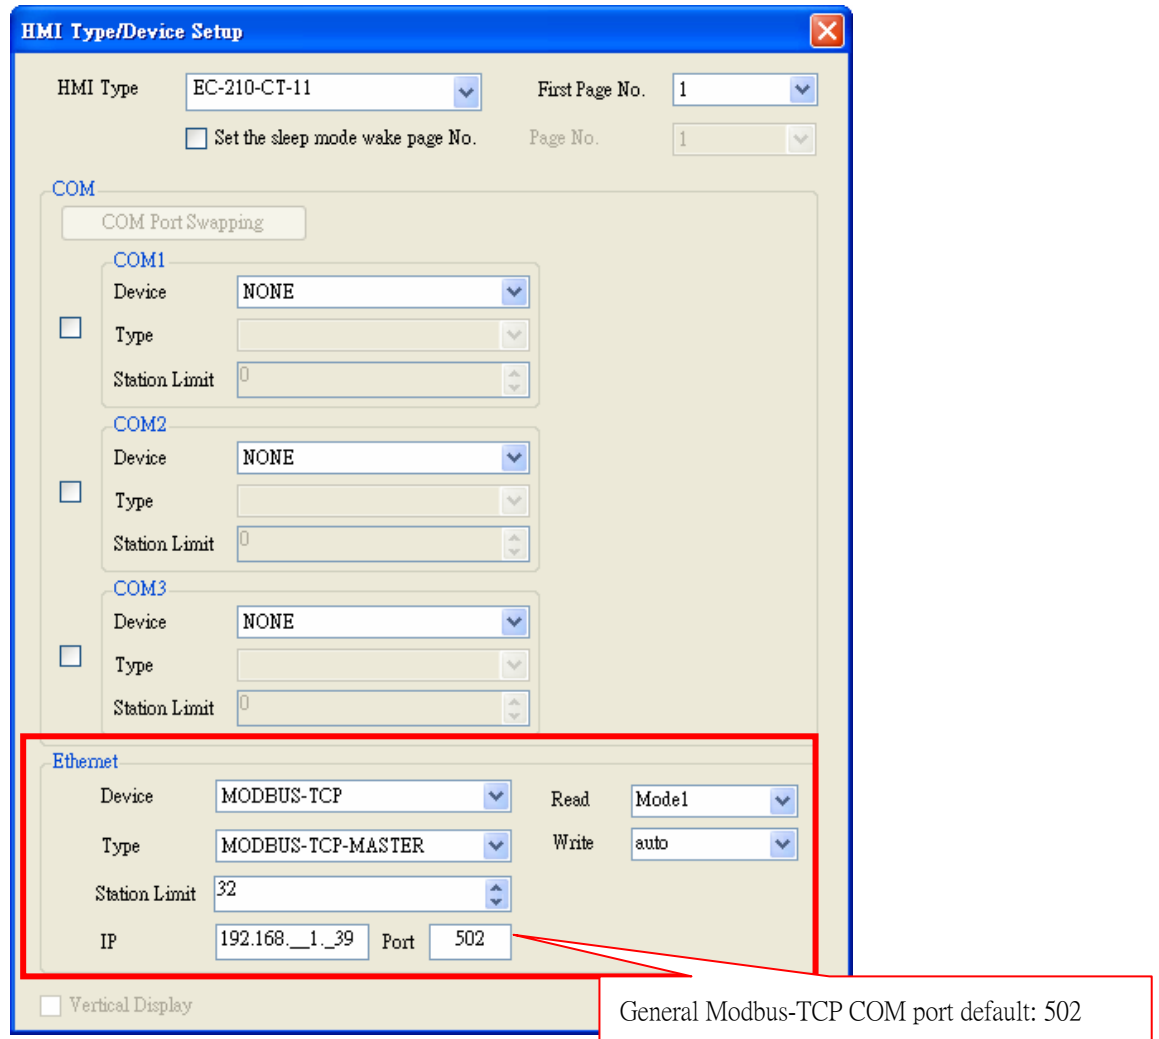 HMI Type/Device Setup
HMI Type EC-210-CT-11 First Page No. 1
Set the sleep mode wake page No. Page No. 1
COM
COM Port Swapping
COM1
Device NONE
Type
Station Limit 0
COM2
Device NONE
Type
Station Limit 0
COM3
Device NONE
Type
Station Limit 0
Ethernet
Device MODBUS-TCP Read Mode1
Type MODBUS-TCP-MASTER Write auto
Station Limit 32
IP 192.168.__1._39 Port 502
Vertical Display
General Modbus-TCP COM port default: 502